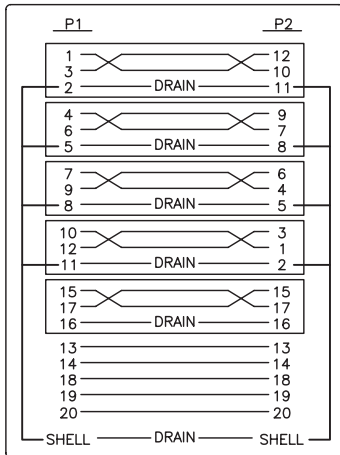 P1 P2
1 12
3 10
2 DRAIN 11
4 9
6 7
5 DRAIN 8
7 6
9 4
8 DRAIN 5
10 3
12 1
11 DRAIN 2
15 15
17 17
16 DRAIN 16
13 13
14 14
18 18
19 19
20 20
SHELL DRAIN SHELL